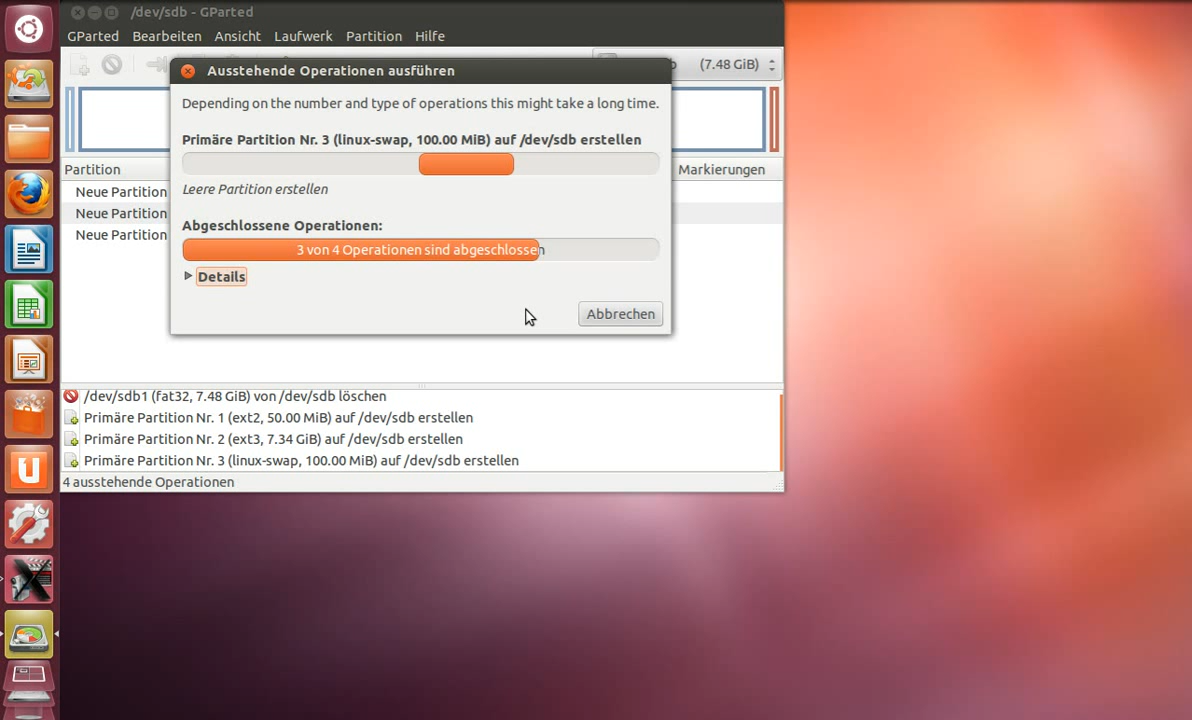 /dev/sdb - GParted
GParted Bearbeiten Ansicht Laufwerk Partition Hilfe
(7.48 GiB)
Ausstehende Operationen ausführen
Depending on the number and type of operations this might take a long time.
Primäre Partition Nr. 3 (linux-swap, 100.00 MiB) auf /dev/sdb erstellen
Leere Partition erstellen
Abgeschlossene Operationen:
3 von 4 Operationen sind abgeschlossen
Details
Abbrechen
Partition
Markierungen
Neue Partition
Neue Partition
Neue Partition
/dev/sdb1 (fat32, 7.48 GiB) von /dev/sdb löschen
Primäre Partition Nr. 1 (ext2, 50.00 MiB) auf /dev/sdb erstellen
Primäre Partition Nr. 2 (ext3, 7.34 GiB) auf /dev/sdb erstellen
Primäre Partition Nr. 3 (linux-swap, 100.00 MiB) auf /dev/sdb erstellen
4 ausstehende Operationen